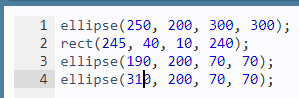 1 ellipse(250, 200, 300, 300);
2 rect(245, 40, 10, 240);
3 ellipse(190, 200, 70, 70);
4 ellipse(310, 200, 70, 70);